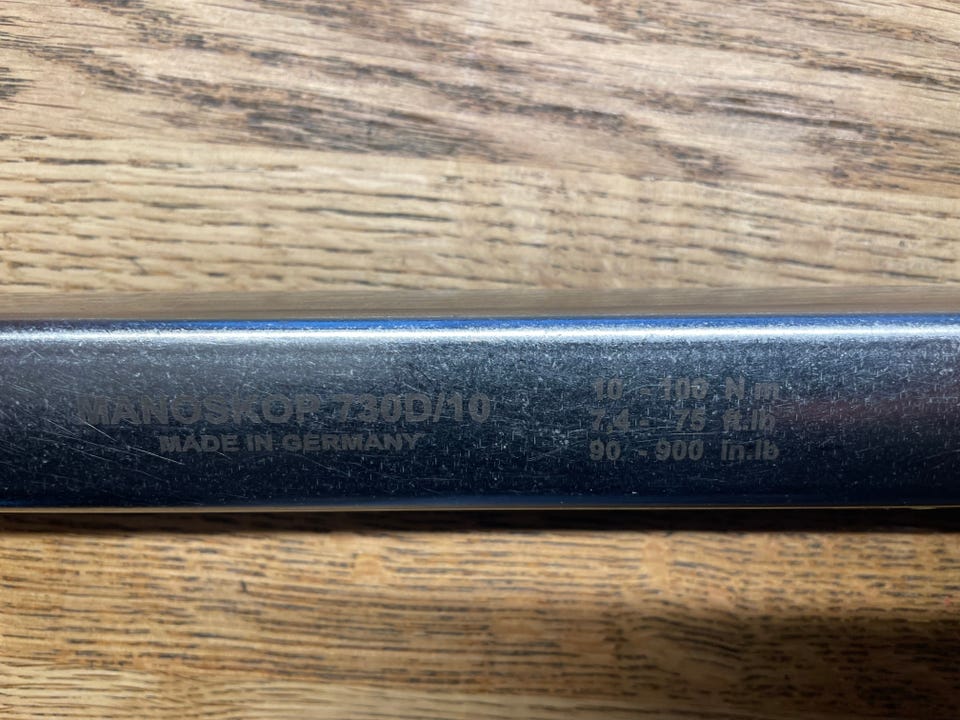 MANOSKOP 730D/10
MADE IN GERMANY
10 - 100 N.m
7,4 - 75 ft.lb
90 - 900 in.lb